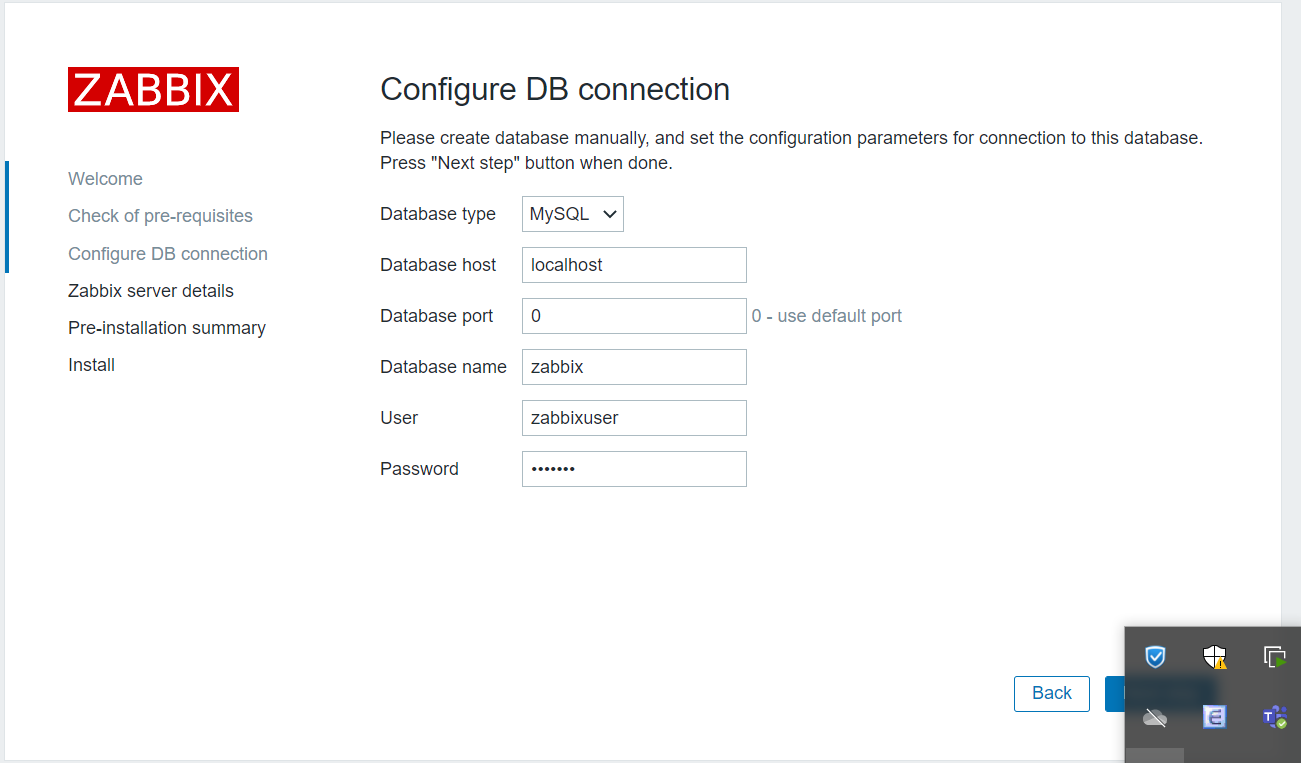 ZABBIX
Welcome
Check of pre-requisites
Configure DB connection
Zabbix server details
Pre-installation summary
Install
Configure DB connection
Please create database manually, and set the configuration parameters for connection to this database.
Press "Next step" button when done.
Database type MySQL
Database host localhost
Database port 0 0 - use default port
Database name zabbix
User zabbixuser
Password •••••••
Back